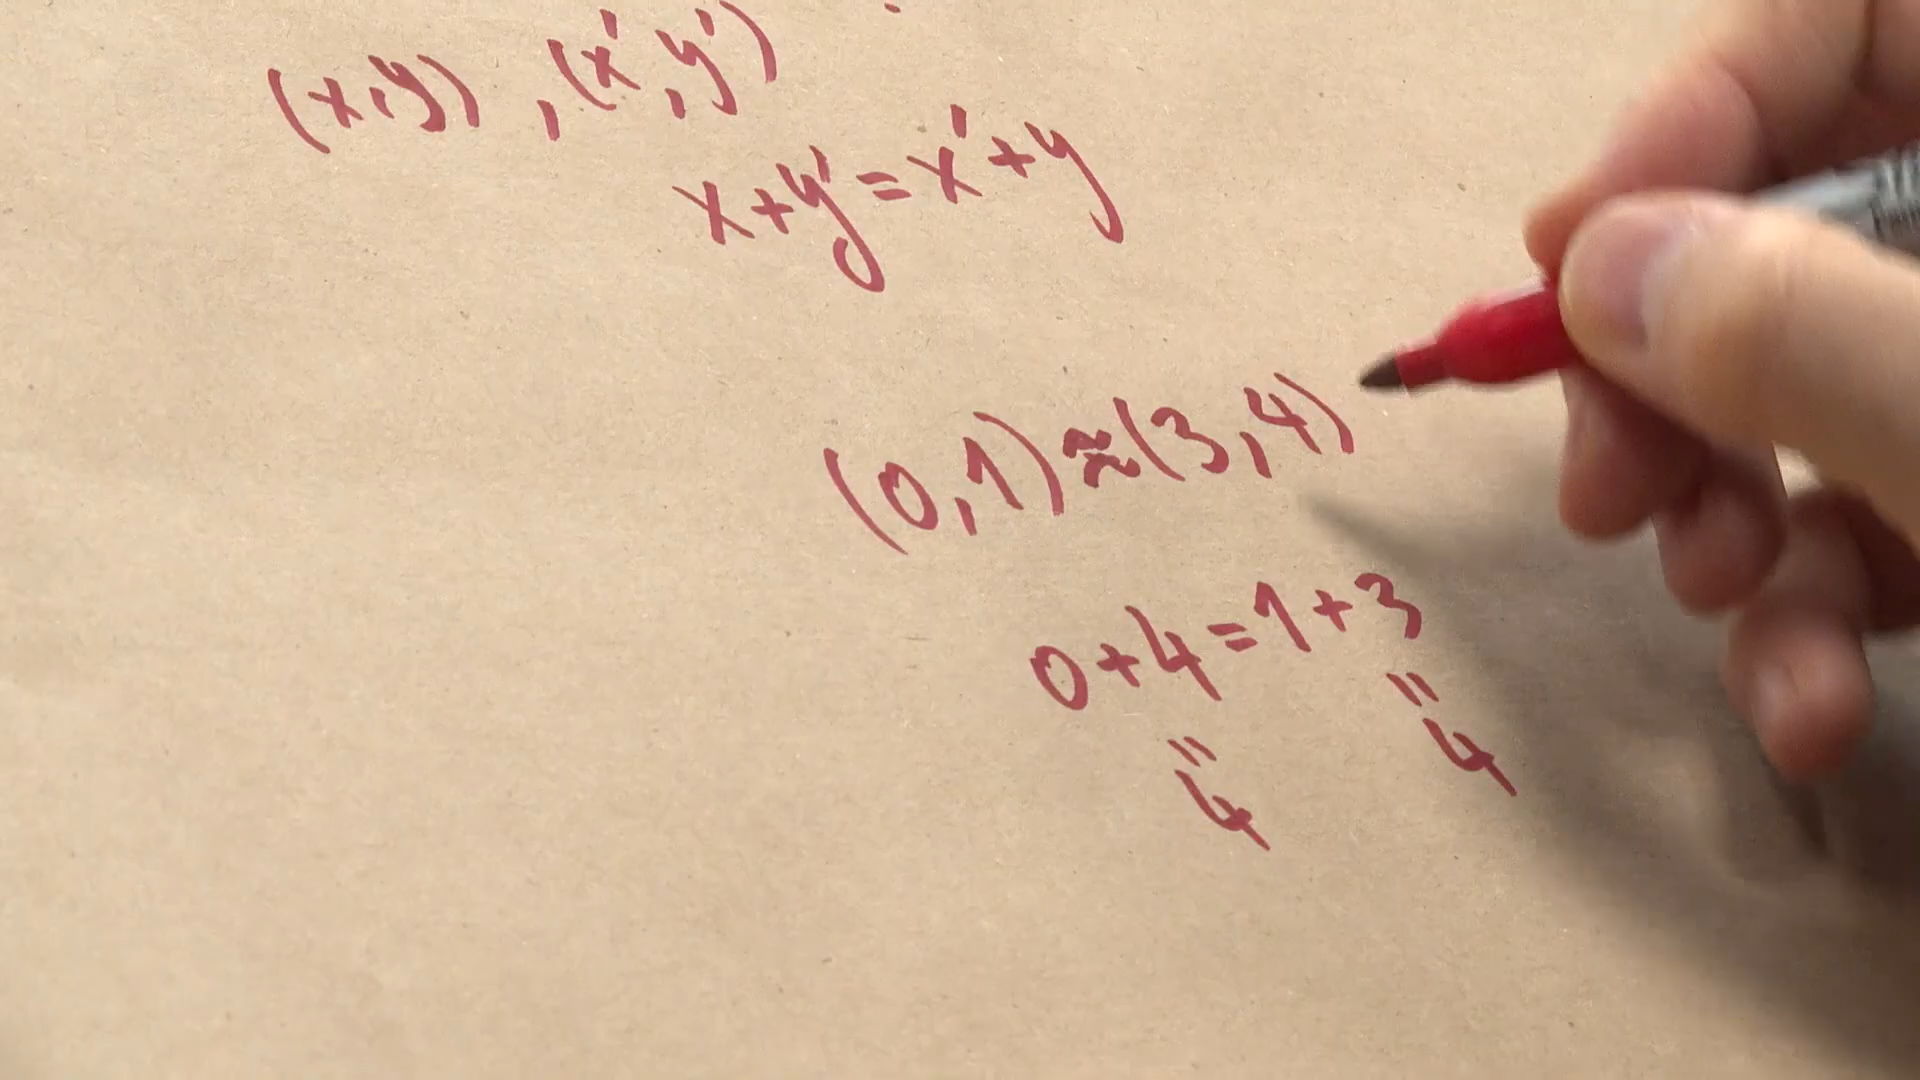 (x,y) , (x',y')
x+y'=x'+y
(0,1)≈(3,4)
0+4=1+3
" "
4 4